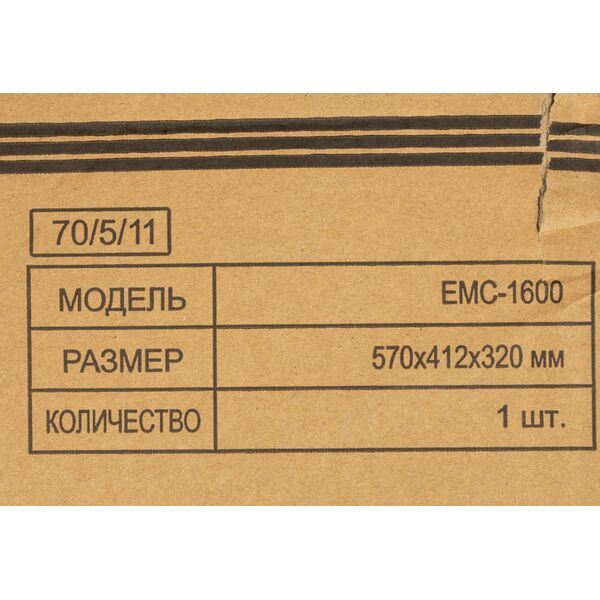 70/5/11
МОДЕЛЬ EMC-1600
РАЗМЕР 570x412x320 мм
КОЛИЧЕСТВО 1 шт.